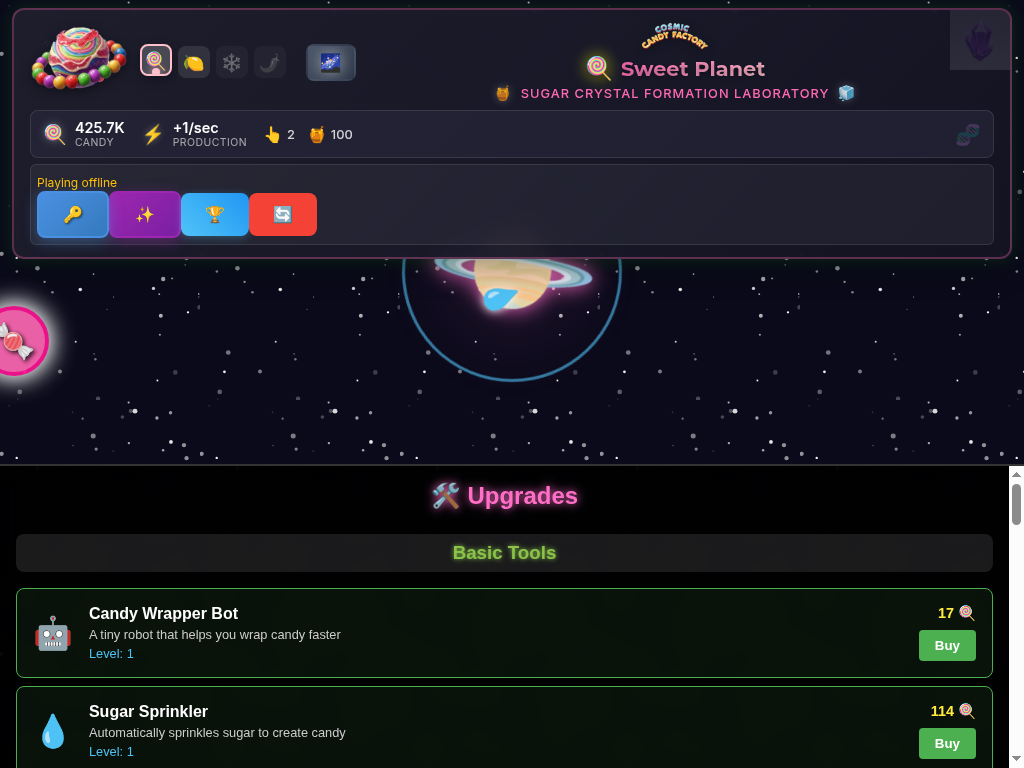 COSMIC
CANDY FACTORY
Sweet Planet
SUGAR CRYSTAL FORMATION LABORATORY
425.7K
CANDY
+1/sec
PRODUCTION
2
100
Playing offline
Upgrades
Basic Tools
Candy Wrapper Bot
A tiny robot that helps you wrap candy faster
Level: 1
17
Buy
Sugar Sprinkler
Automatically sprinkles sugar to create candy
Level: 1
114
Buy